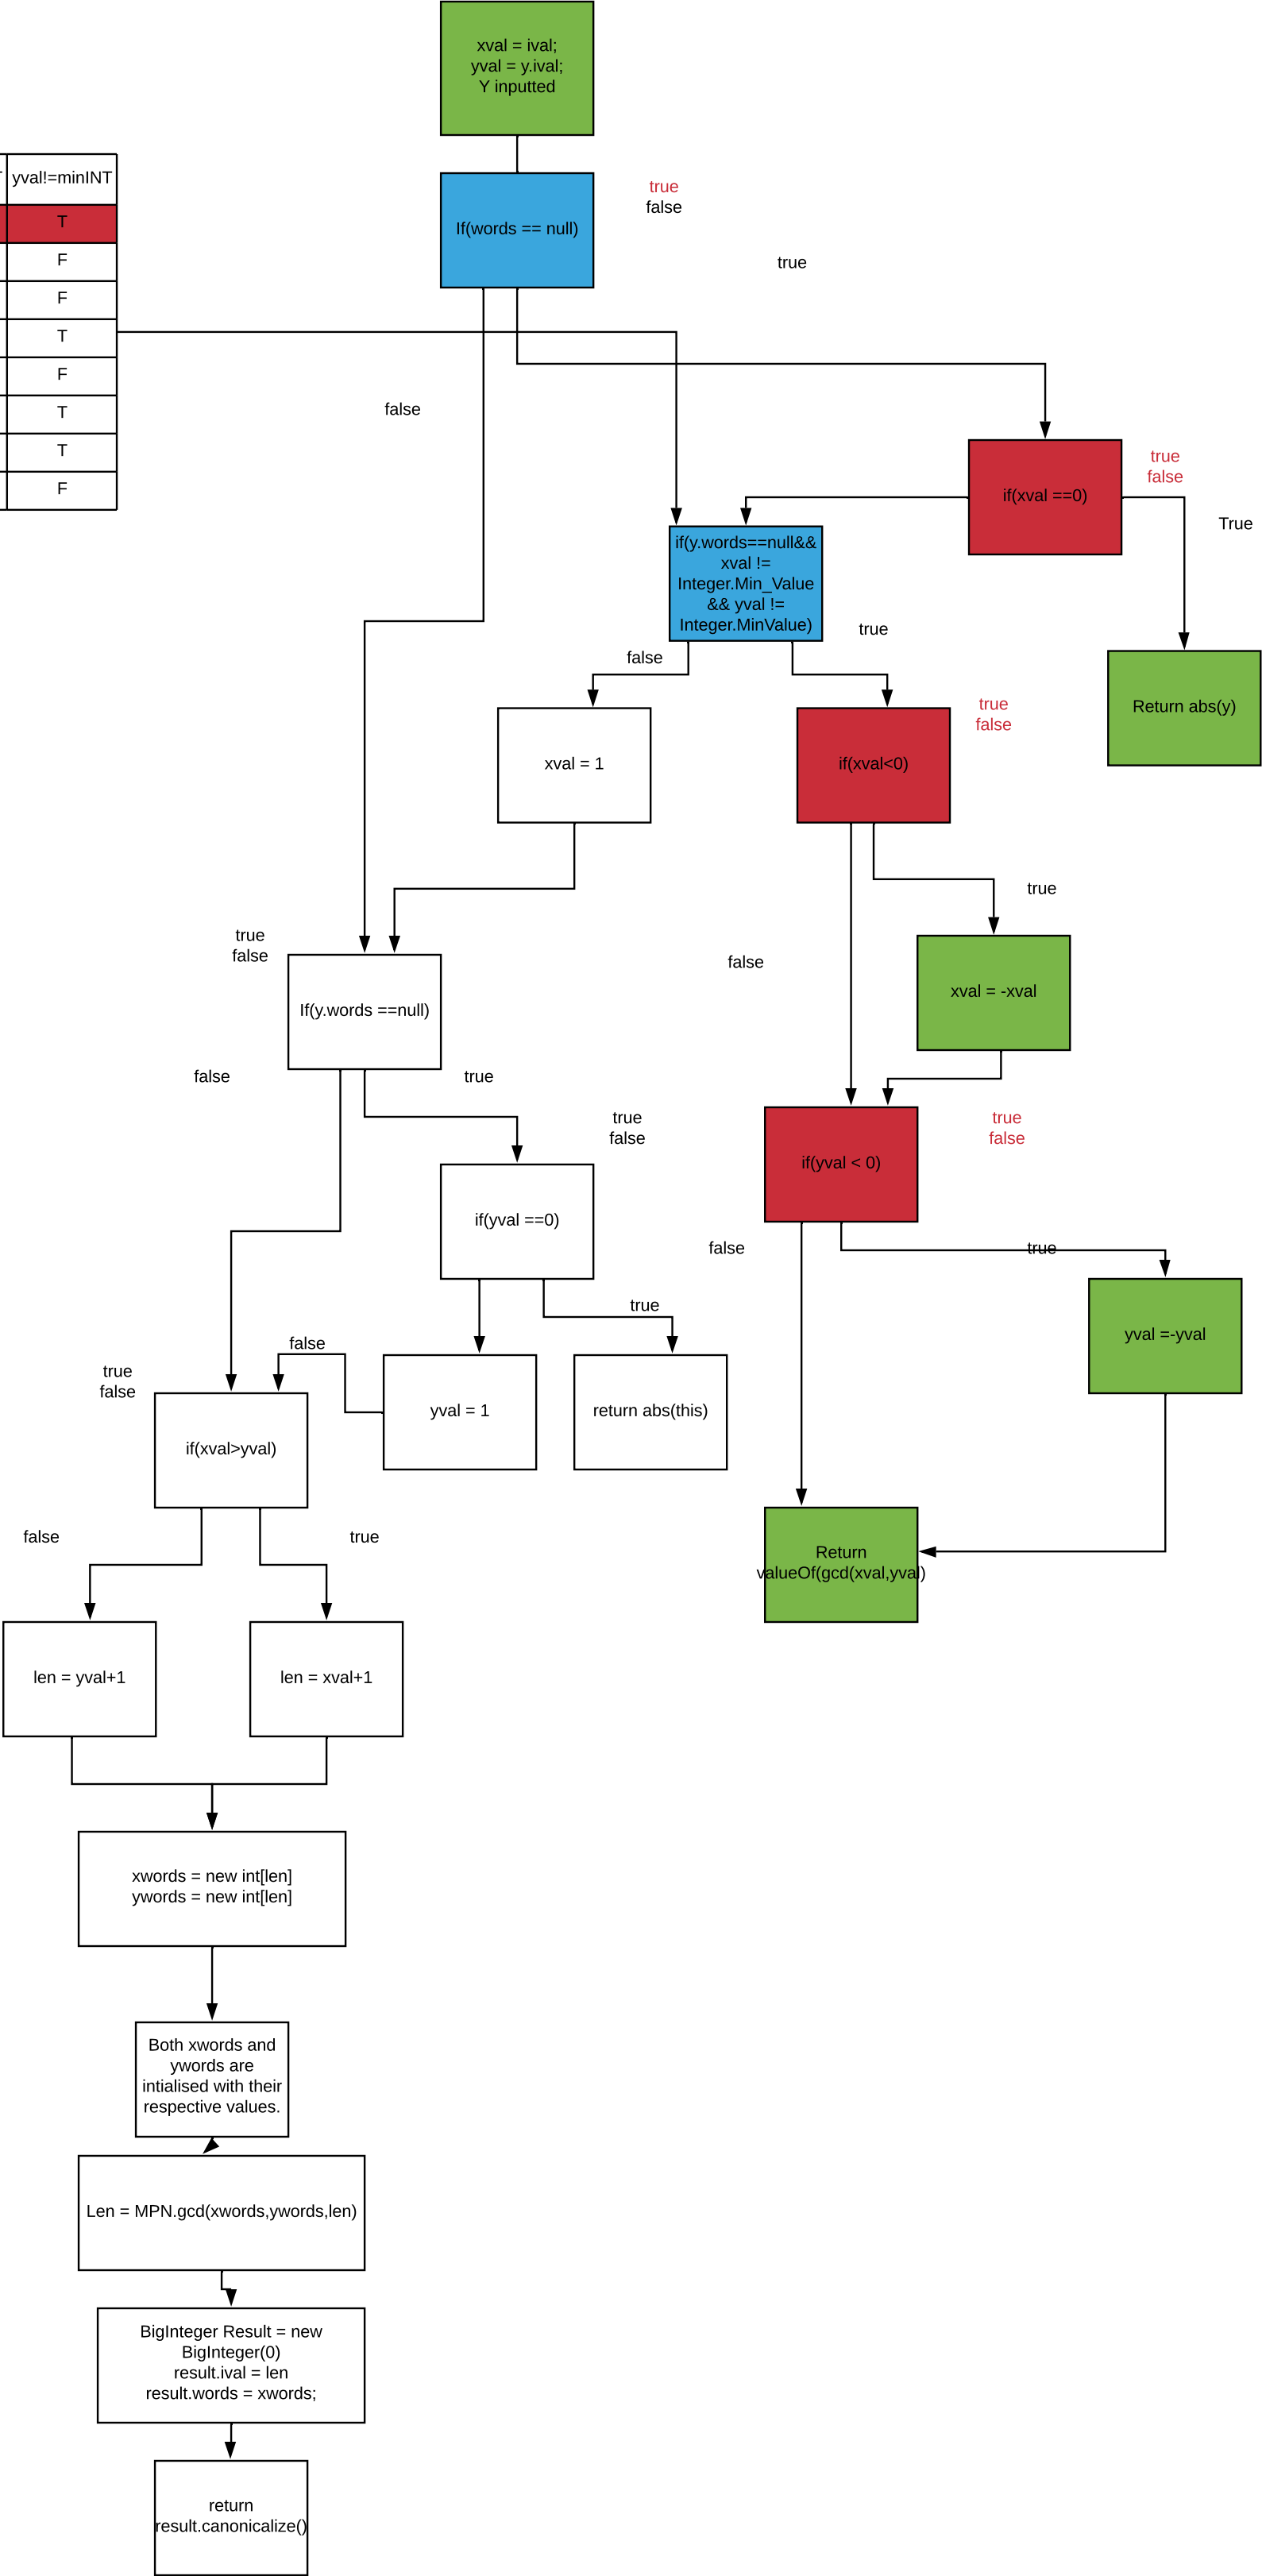 xval = ival;
yval = y.ival;
Y inputted
yval!=minINT
T
F
F
T
F
T
T
F
If(words == null)
true
false
true
false
if(xval ==0)
true
false
True
if(y.words==null&&
xval !=
Integer.Min_Value
&& yval !=
Integer.MinValue)
true
false
Return abs(y)
xval = 1
if(xval<0)
true
false
true
false
xval = -xval
true
false
If(y.words ==null)
false
true
if(yval < 0)
true
false
true
false
if(yval ==0)
false
true
yval =-yval
true
false
true
false
yval = 1
return abs(this)
if(xval>yval)
false
true
Return
valueOf(gcd(xval,yval)
len = yval+1
len = xval+1
xwords = new int[len]
ywords = new int[len]
Both xwords and
ywords are
intialised with their
respective values.
Len = MPN.gcd(xwords,ywords,len)
BigInteger Result = new
BigInteger(0)
result.ival = len
result.words = xwords;
return
result.canonicalize()